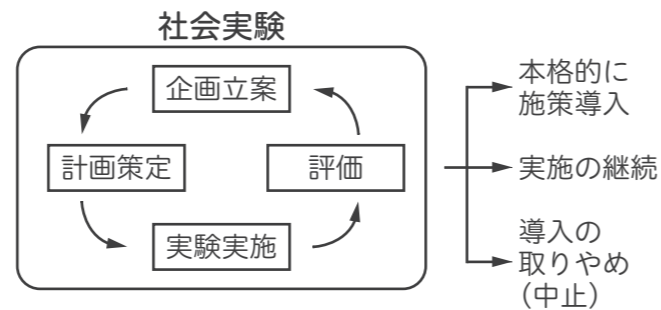 社会実験
企画立案
計画策定
評価
実験実施
本格的に
施策導入
実施の継続
導入の
取りやめ
（中止）